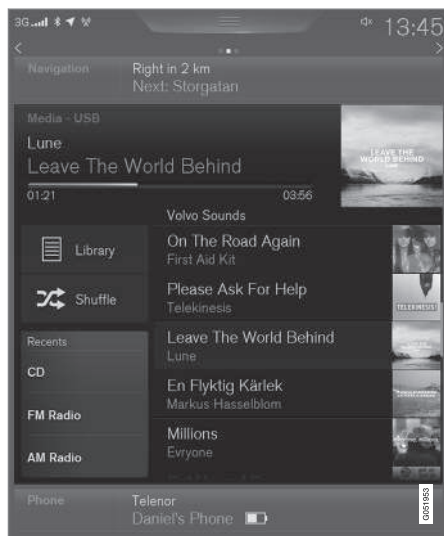 3G 13:45
Navigation Right in 2 km
Next: Storgatan
Media - USB
Lune
Leave The World Behind
01:21 03:56
LEAVE THE
WORLD BEHIND
Volvo Sounds
Library
Shuffle
On The Road Again
First Aid Kit
Please Ask For Help
Telekinesis
TELEKINESIS!
Leave The World Behind
Lune
En Flyktig Kärlek
Markus Hasselblom
Millions
Evryone
Recents
CD
FM Radio
AM Radio
Phone Telenor
Daniel's Phone
G051953